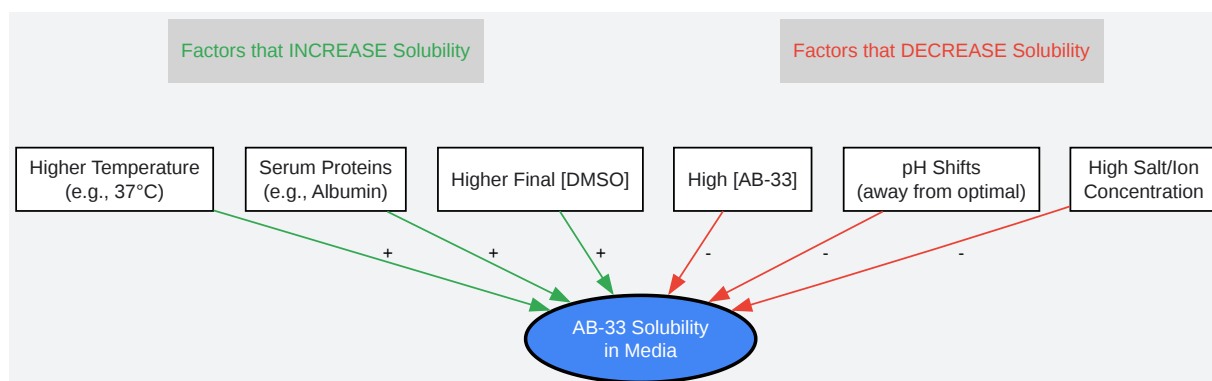 Factors that INCREASE Solubility
Factors that DECREASE Solubility
Higher Temperature
(e.g., 37°C)
Serum Proteins
(e.g., Albumin)
Higher Final [DMSO]
High [AB-33]
pH Shifts
(away from optimal)
High Salt/Ion
Concentration
+
+
+
-
-
-
AB-33 Solubility
in Media